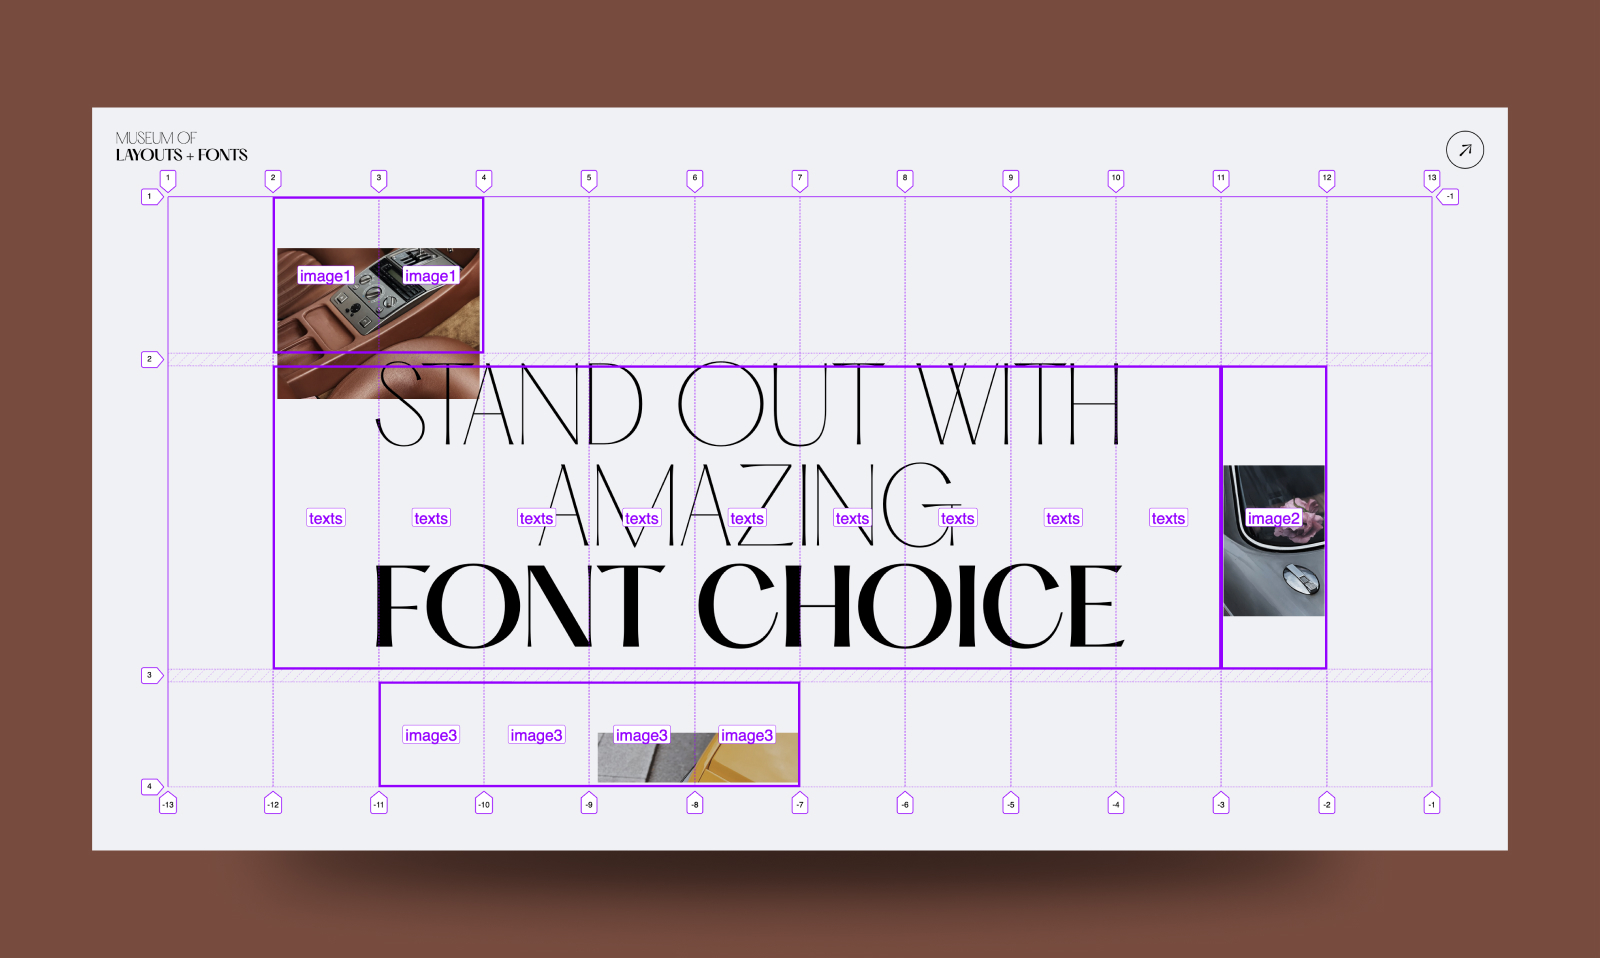 MUSEUM OF
LAYOUTS + FONTS
1 2 3 4 5 6 7 8 9 10 11 12 13
1 -1
image1 image1
2
STAND OUT WITH
AMAZING
texts texts texts texts texts texts texts texts texts image2
FONT CHOICE
3
image3 image3 image3 image3
4
-13 -12 -11 -10 -9 -8 -7 -6 -5 -4 -3 -2 -1